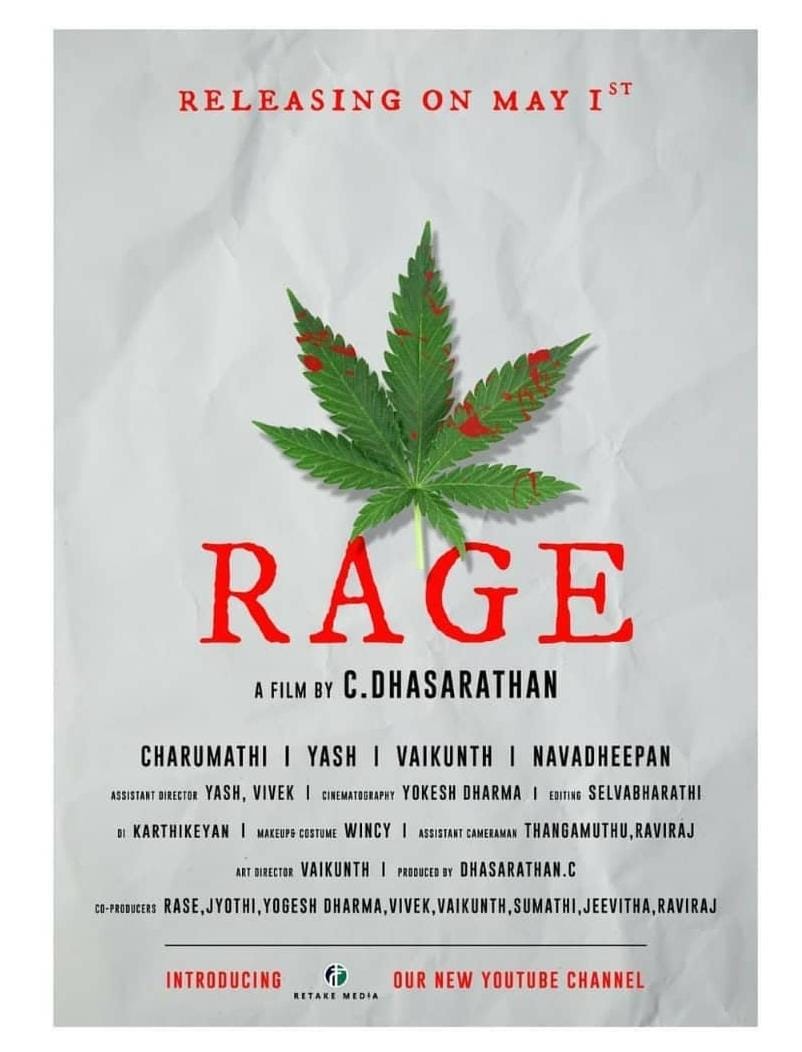 RELEASING ON MAY 1ST
RAGE
A FILM BY C.DHASARATHAN
CHARUMATHI | YASH | VAIKUNTH | NAVADHEEPAN
ASSISTANT DIRECTOR YASH, VIVEK | CINEMATOGRAPHY YOKESH DHARMA | EDITING SELVABHARATHI
DI KARTHIKEYAN | MAKEUP& COSTUME WINCY | ASSISTANT CAMERAMAN THANGAMUTHU,RAVIRAJ
ART DIRECTOR VAIKUNTH | PRODUCED BY DHASARATHAN.C
CO-PRODUCERS RASE,JYOTHI,YOGESH DHARMA,VIVEK,VAIKUNTH,SUMATHI,JEEVITHA,RAVIRAJ
INTRODUCING RETAKE MEDIA OUR NEW YOUTUBE CHANNEL